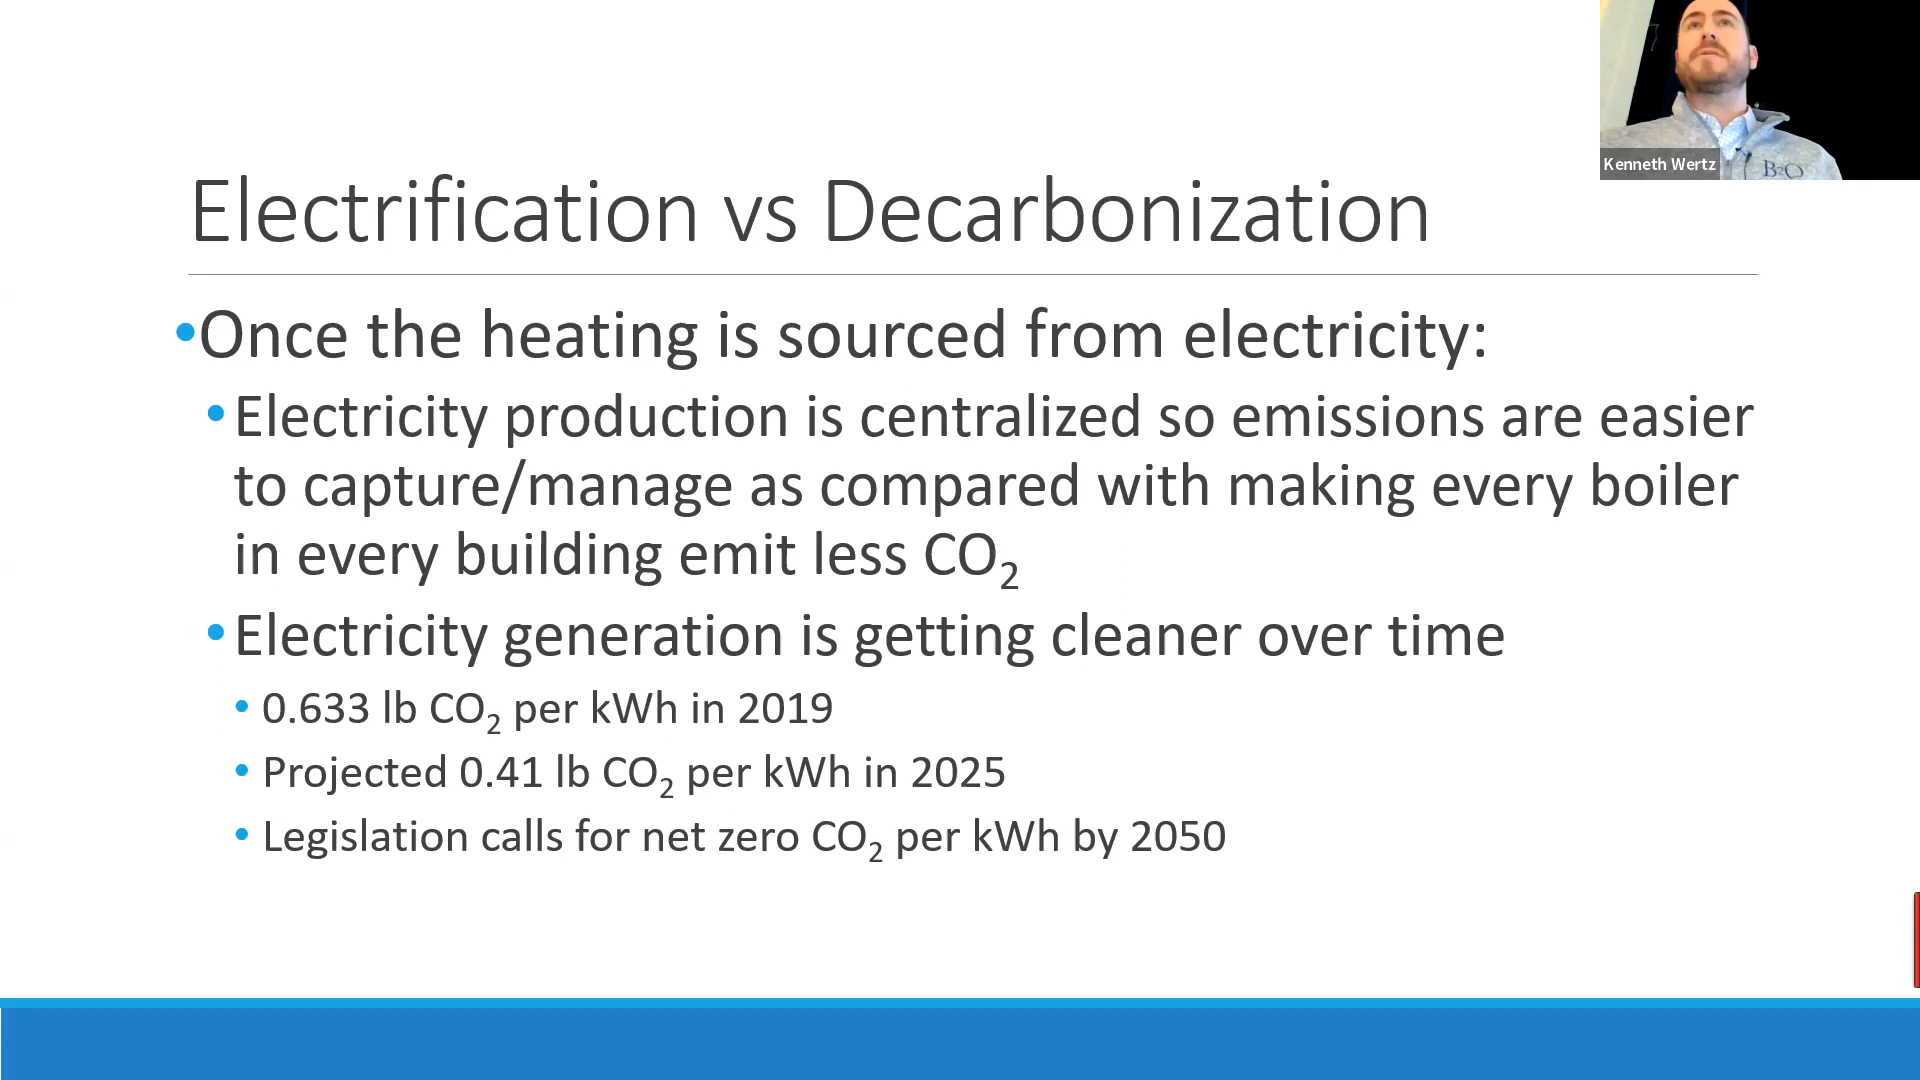 Kenneth Wertz
B2Q
Electrification vs Decarbonization
•Once the heating is sourced from electricity:
•Electricity production is centralized so emissions are easier
to capture/manage as compared with making every boiler
in every building emit less CO₂
•Electricity generation is getting cleaner over time
•0.633 lb CO₂ per kWh in 2019
•Projected 0.41 lb CO₂ per kWh in 2025
•Legislation calls for net zero CO₂ per kWh by 2050